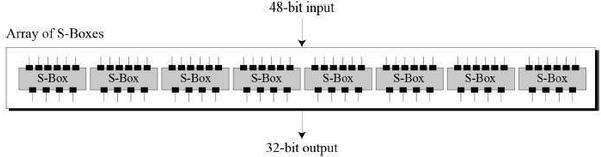 48-bit input
Array of S-Boxes
S-Box S-Box S-Box S-Box S-Box S-Box S-Box S-Box
32-bit output